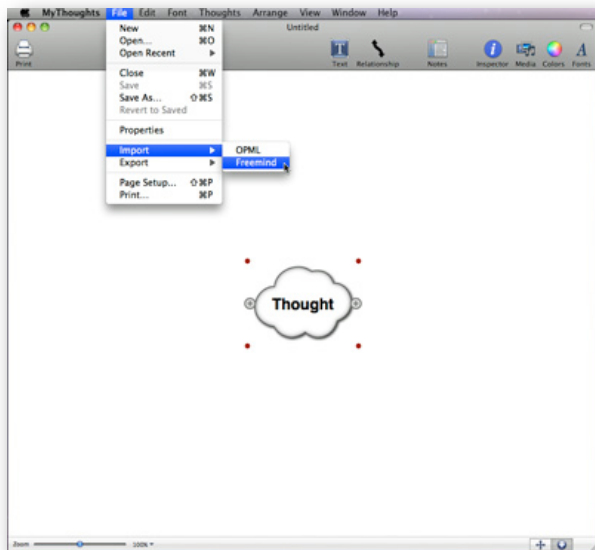 MyThoughts File Edit Font Thoughts Arrange View Window Help
Untitled
New ⌘N
Open... ⌘O
Open Recent ▶
Close ⌘W
Save ⌘S
Save As... ⇧⌘S
Revert to Saved
Properties
Import ▶
Export ▶
Page Setup... ⇧⌘P
Print... ⌘P
OPML
Freemind
Print
Text Relationship Notes Inspector Media Colors Fonts
Thought
Zoom 100%